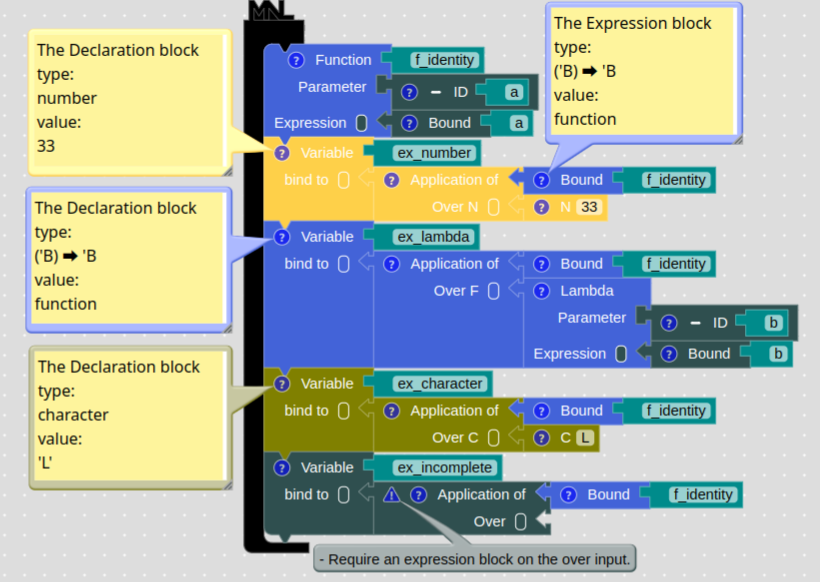 MNL
The Declaration block
type:
number
value:
33
The Declaration block
type:
('B) ➡ 'B
value:
function
The Declaration block
type:
character
value:
'L'
The Expression block
type:
('B) ➡ 'B
value:
function
? Function f_identity
Parameter ? − ID a
Expression ? Bound a
? Variable ex_number
bind to ? Application of ? Bound f_identity
Over N ? N 33
? Variable ex_lambda
bind to ? Application of ? Bound f_identity
Over F ? Lambda
Parameter ? − ID b
Expression ? Bound b
? Variable ex_character
bind to ? Application of ? Bound f_identity
Over C ? C L
? Variable ex_incomplete
bind to ! ? Application of ? Bound f_identity
Over
- Require an expression block on the over input.